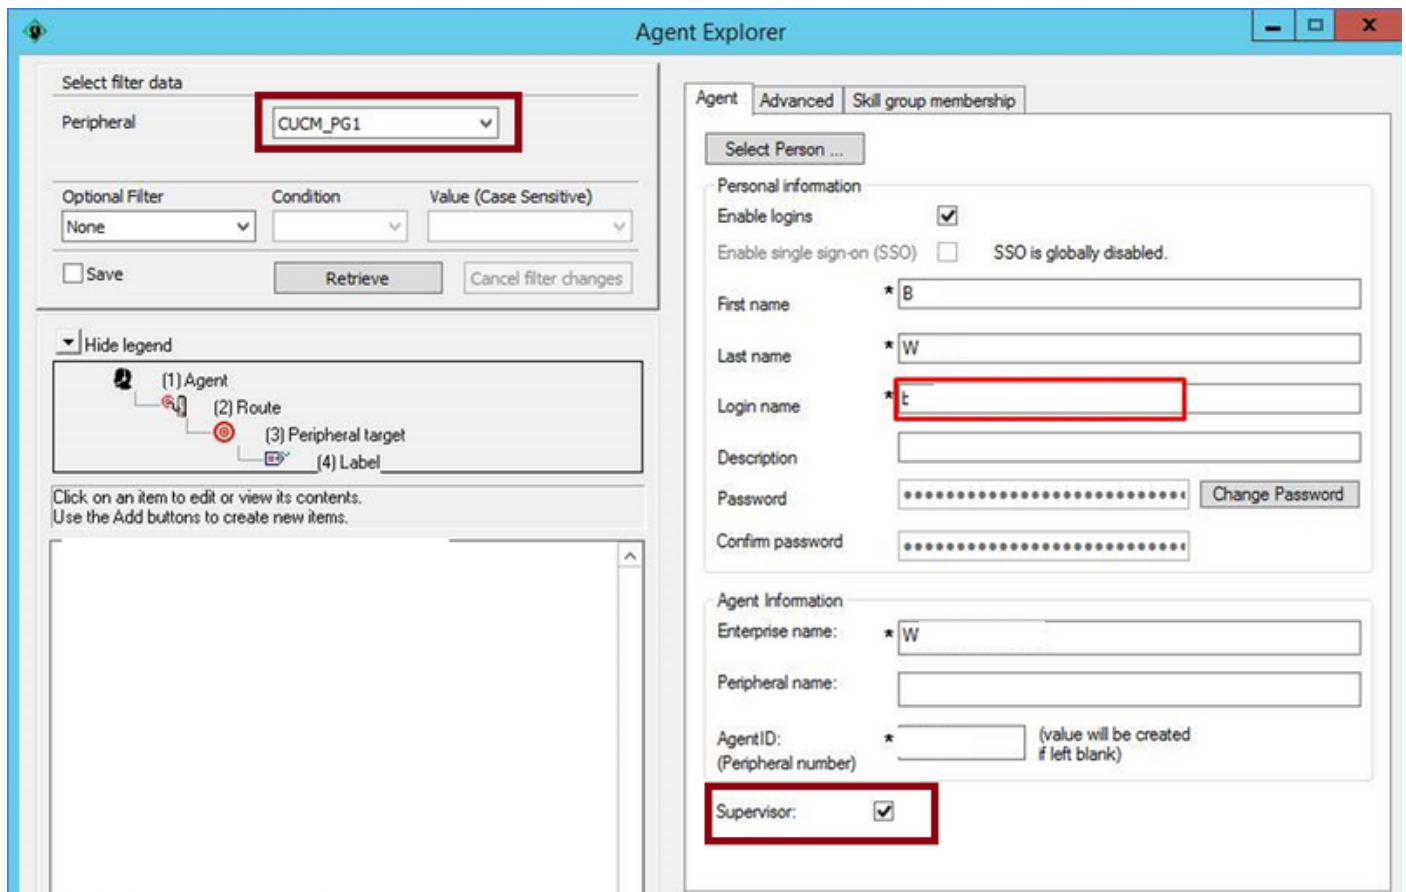 Agent Explorer
Select filter data
Peripheral
CUCM_PG1
Optional Filter
Condition
Value (Case Sensitive)
None
Save
Retrieve
Cancel filter changes
Hide legend
(1) Agent
(2) Route
(3) Peripheral target
(4) Label
Click on an item to edit or view its contents.
Use the Add buttons to create new items.
Agent
Advanced
Skill group membership
Select Person ...
Personal information
Enable logins
Enable single sign-on (SSO)
SSO is globally disabled.
First name
* B
Last name
* W
Login name
*
Description
Password
Change Password
Confirm password
Agent Information
Enterprise name:
* W
Peripheral name:
AgentID:
(Peripheral number)
*
(value will be created
if left blank)
Supervisor: